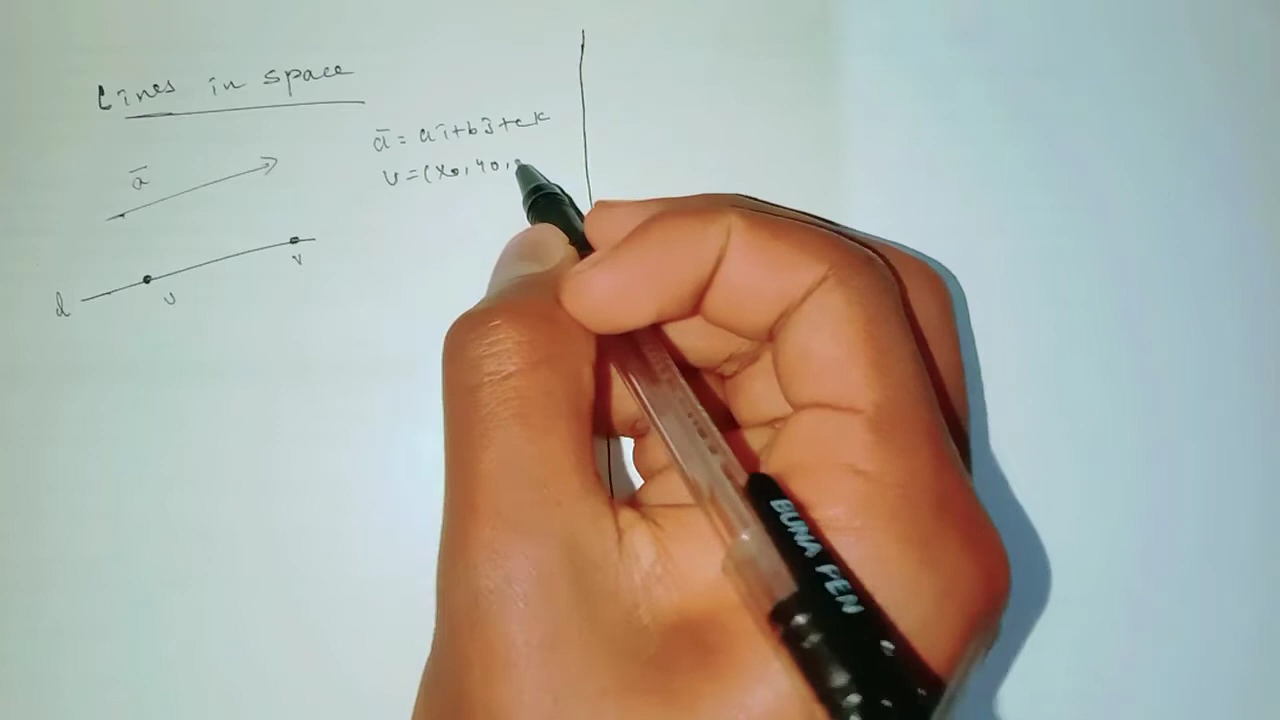 Lines in space
ā = ai+bj+ck
ā
u=(x0,y0,
v
u
l
BUNA PEN